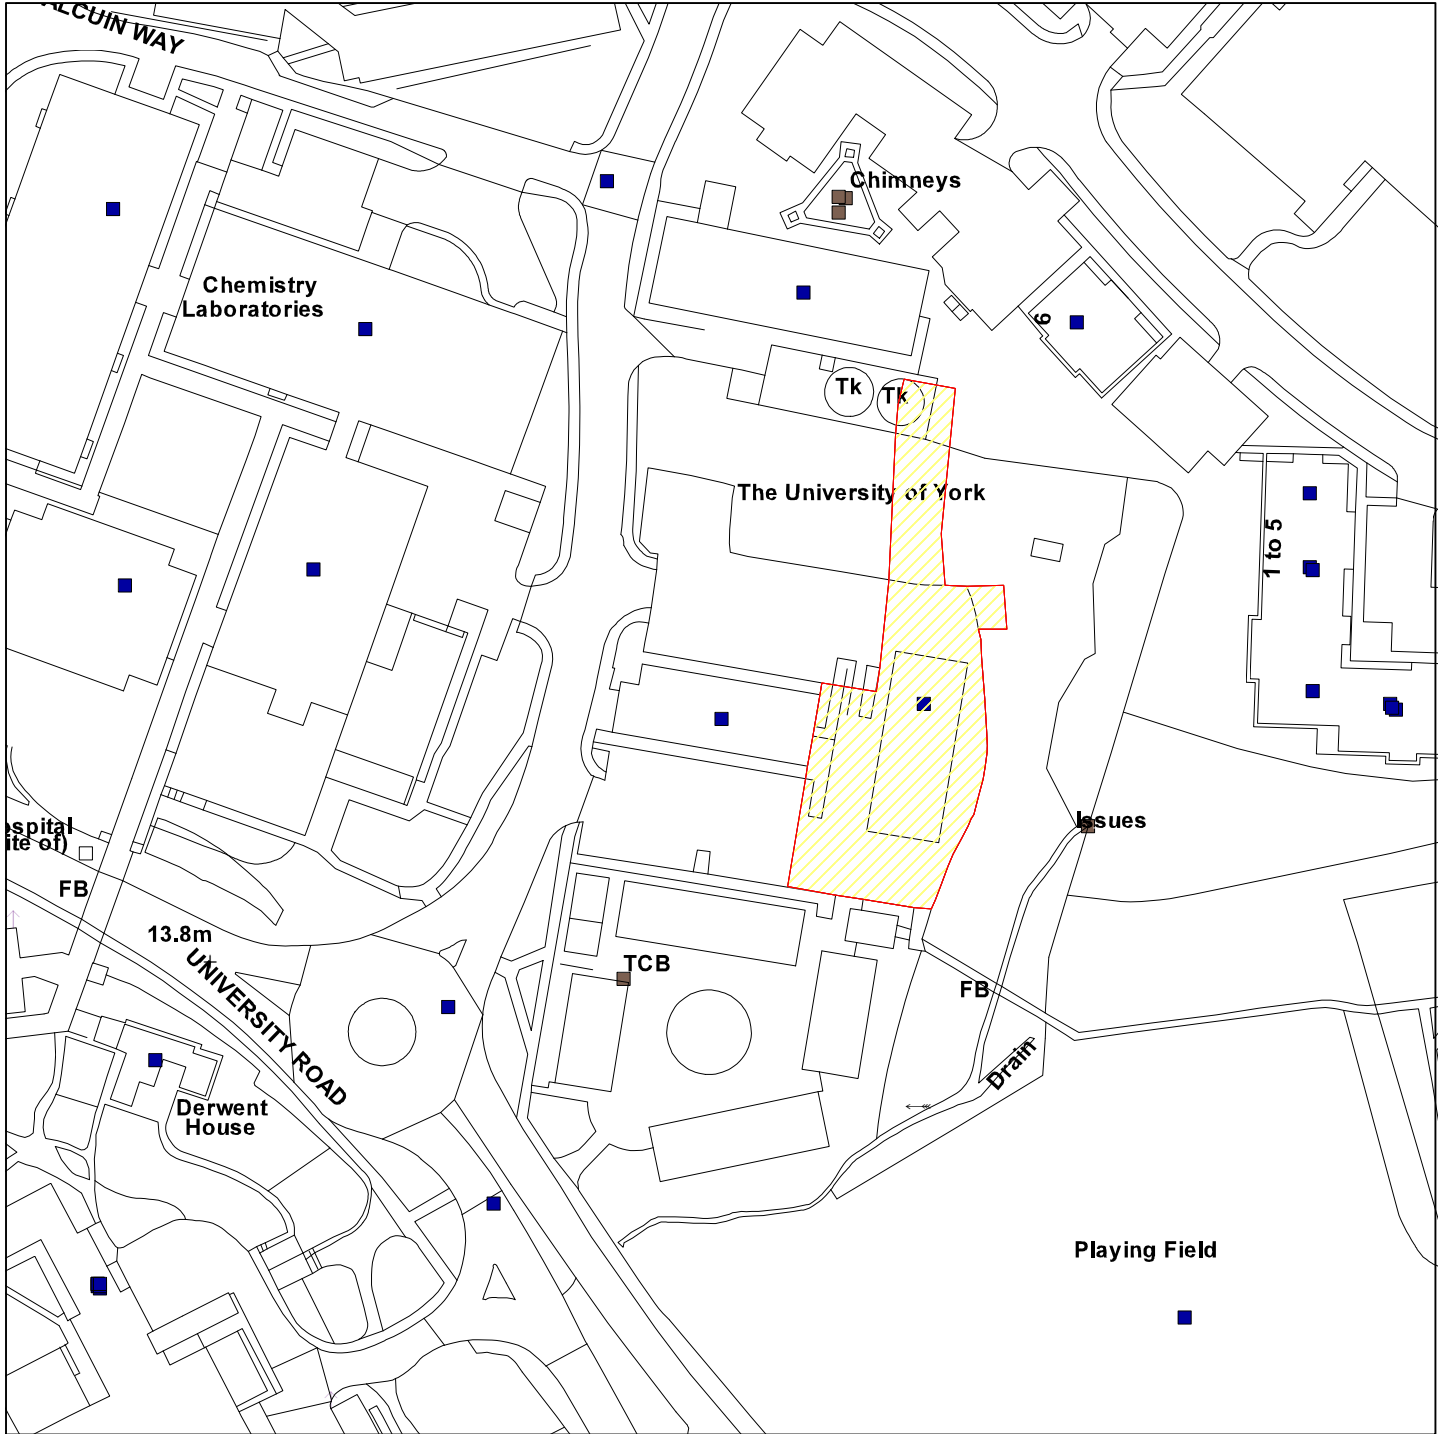 ALCUIN WAY
Chimneys
Chemistry
Laboratories
6
Tk
Tk
The University of York
1 to 5
Issues
ospital
ite of)
FB
13.8m
UNIVERSITY ROAD
TCB
FB
Drain
Derwent
House
Playing Field